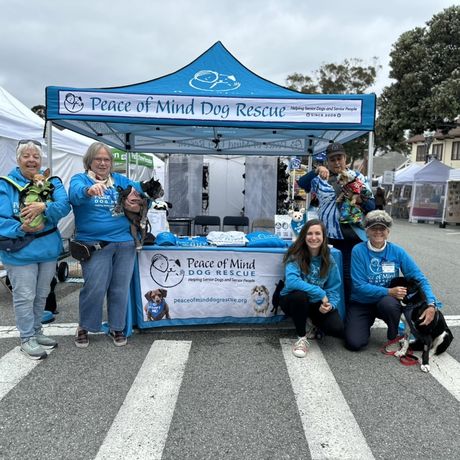 Peace of Mind Dog Rescue
Helping Senior Dogs and Senior People
SINCE 2009
Peace of Mind
DOG RESCUE
Helping Senior Dogs and Senior People
peaceofminddogrescue.org